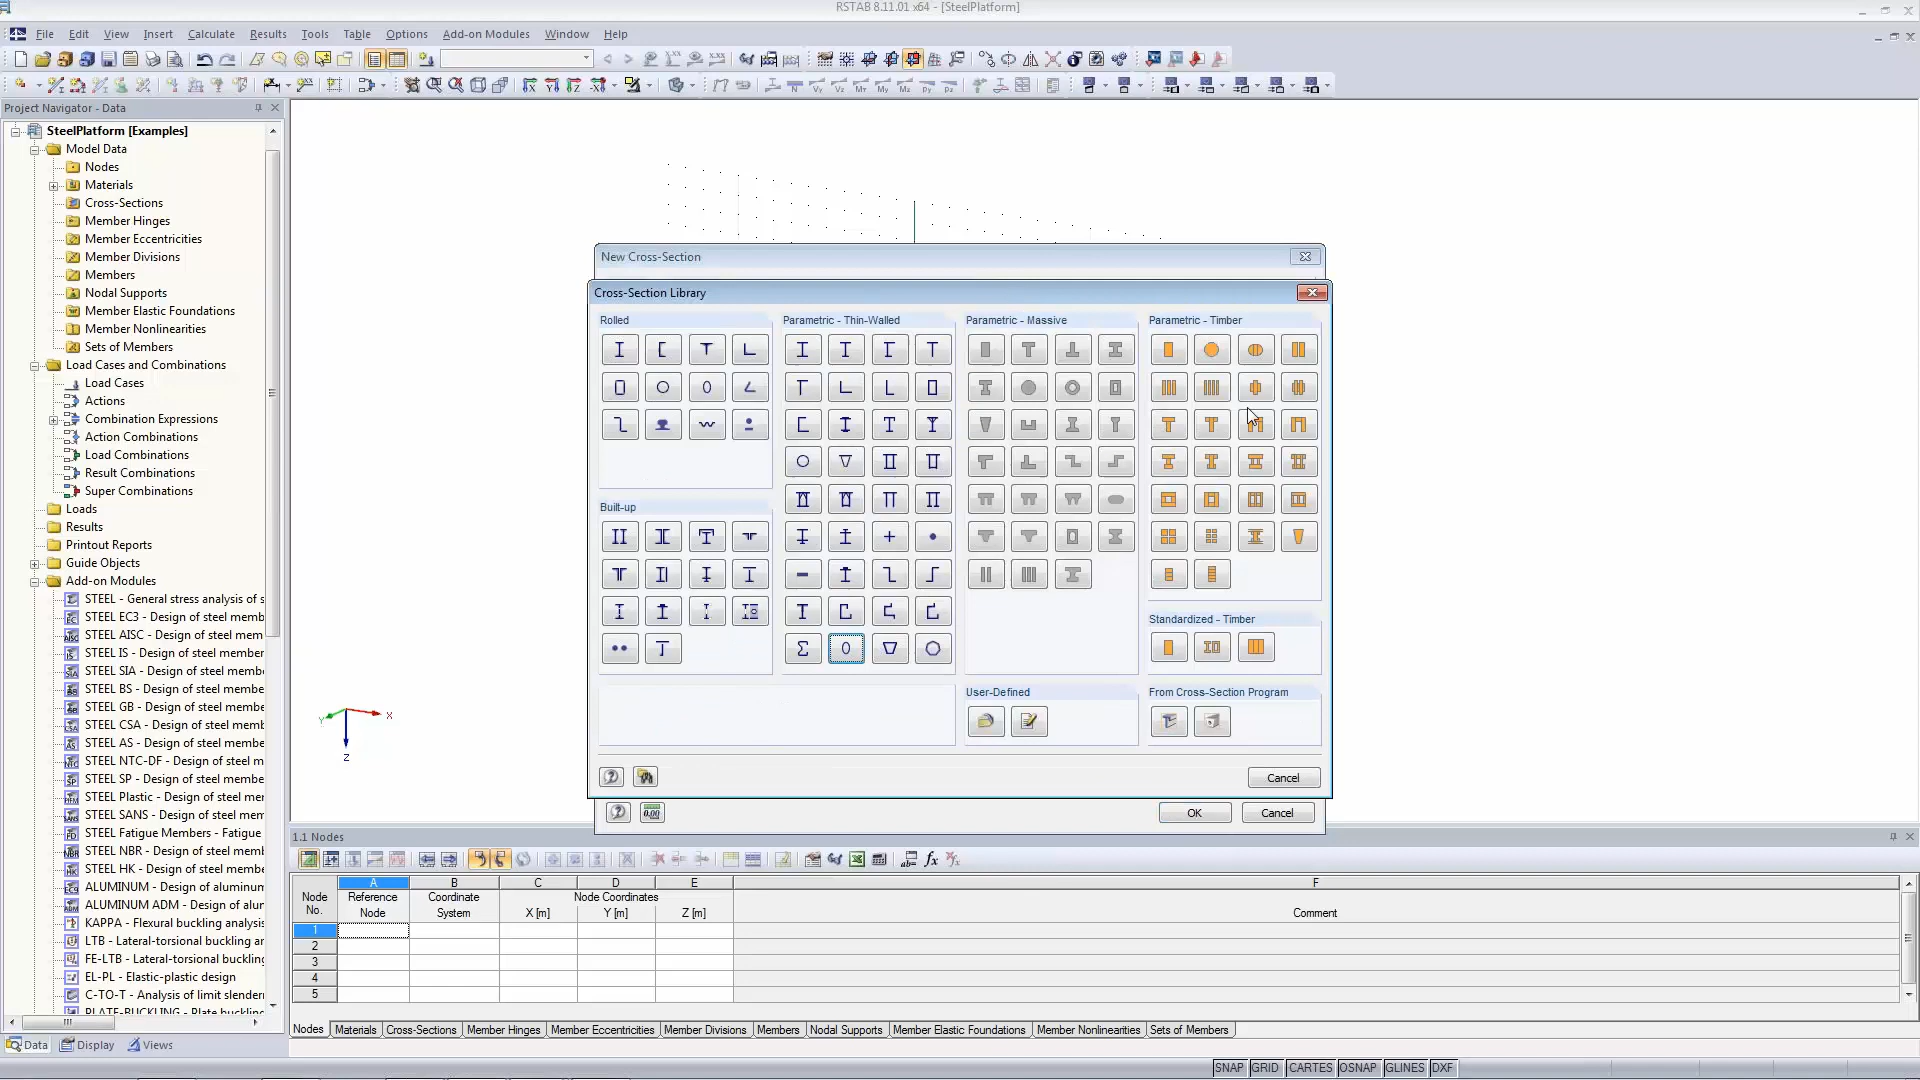 RSTAB 8.11.01 x64 - [SteelPlatform]
File Edit View Insert Calculate Results Tools Table Options Add-on Modules Window Help
Project Navigator - Data
SteelPlatform [Examples]
Model Data
Nodes
Materials
Cross-Sections
Member Hinges
Member Eccentricities
Member Divisions
Members
Nodal Supports
Member Elastic Foundations
Member Nonlinearities
Sets of Members
Load Cases and Combinations
Load Cases
Actions
Combination Expressions
Action Combinations
Load Combinations
Result Combinations
Super Combinations
Loads
Results
Printout Reports
Guide Objects
Add-on Modules
STEEL - General stress analysis of s
STEEL EC3 - Design of steel memb
STEEL AISC - Design of steel mem
STEEL IS - Design of steel member
STEEL SIA - Design of steel membe
STEEL BS - Design of steel membe
STEEL GB - Design of steel membe
STEEL CSA - Design of steel memb
STEEL AS - Design of steel membe
STEEL NTC-DF - Design of steel m
STEEL SP - Design of steel membe
STEEL Plastic - Design of steel mer
STEEL SANS - Design of steel mem
STEEL Fatigue Members - Fatigue
STEEL NBR - Design of steel memb
STEEL HK - Design of steel membe
ALUMINUM - Design of aluminum
ALUMINUM ADM - Design of alur
KAPPA - Flexural buckling analysis
LTB - Lateral-torsional buckling ar
FE-LTB - Lateral-torsional buckling
EL-PL - Elastic-plastic design
C-TO-T - Analysis of limit slender
PLATE-BUCKLING - Plate buckling
Data Display Views
New Cross-Section
Cross-Section Library
Rolled
Parametric - Thin-Walled
Parametric - Massive
Parametric - Timber
Built-up
Standardized - Timber
User-Defined
From Cross-Section Program
Cancel
OK Cancel
Y X
Z
1.1 Nodes
A B C D E F
Node No.
Reference Node
Coordinate System
Node Coordinates
X [m] Y [m] Z [m]
Comment
1
2
3
4
5
Nodes Materials Cross-Sections Member Hinges Member Eccentricities Member Divisions Members Nodal Supports Member Elastic Foundations Member Nonlinearities Sets of Members
SNAP GRID CARTES OSNAP GLINES DXF